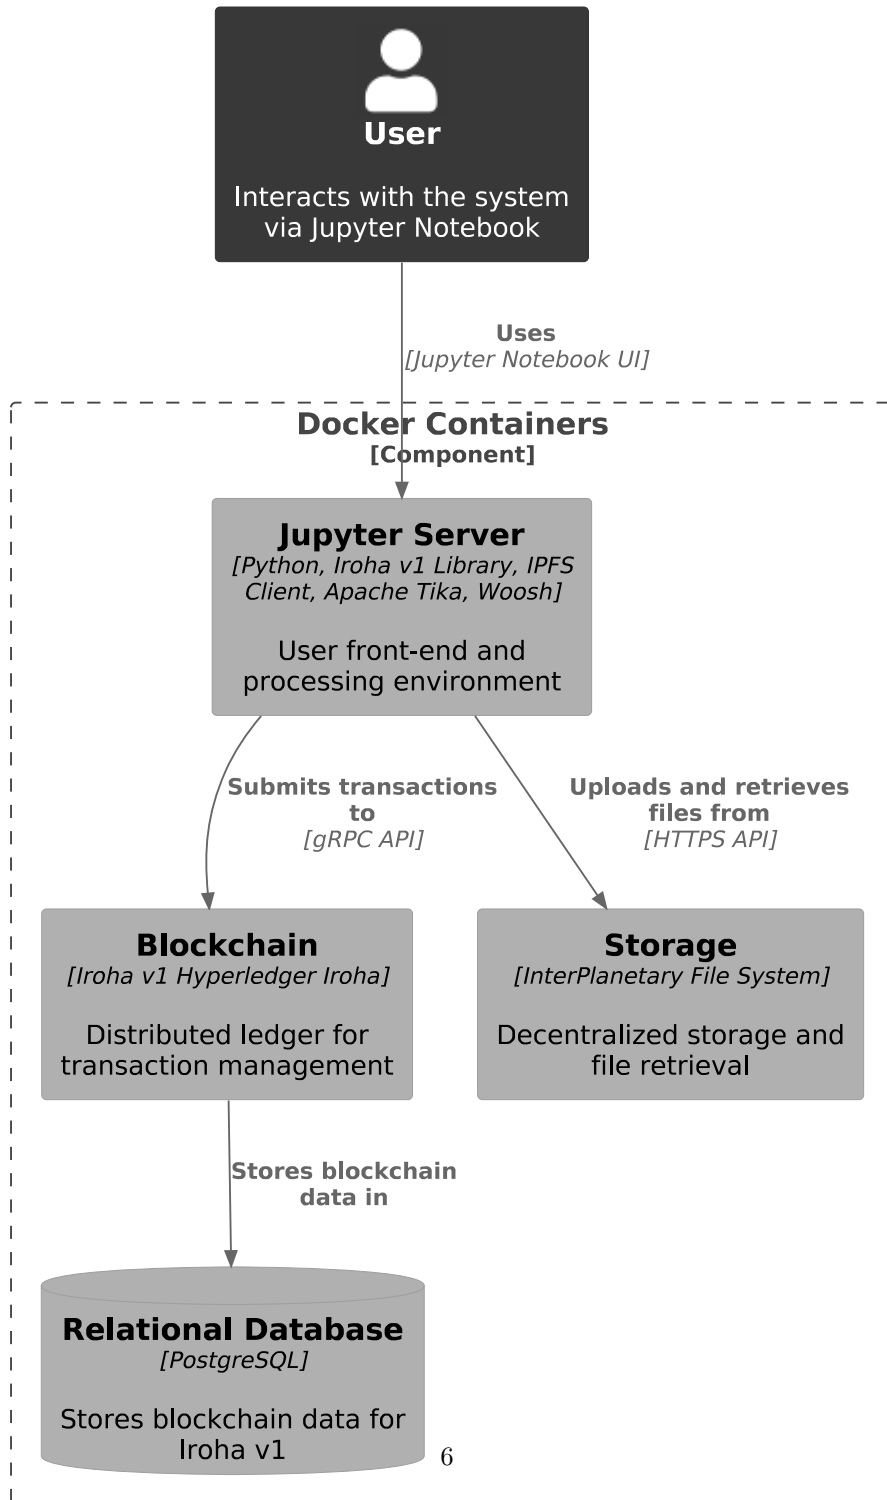 User
Interacts with the system
via Jupyter Notebook
Uses
[Jupyter Notebook UI]
Docker Containers
[Component]
Jupyter Server
[Python, Iroha v1 Library, IPFS
Client, Apache Tika, Woosh]
User front-end and
processing environment
Submits transactions
to
[gRPC API]
Uploads and retrieves
files from
[HTTPS API]
Blockchain
[Iroha v1 Hyperledger Iroha]
Distributed ledger for
transaction management
Storage
[InterPlanetary File System]
Decentralized storage and
file retrieval
Stores blockchain
data in
Relational Database
[PostgreSQL]
Stores blockchain data for
Iroha v1
6